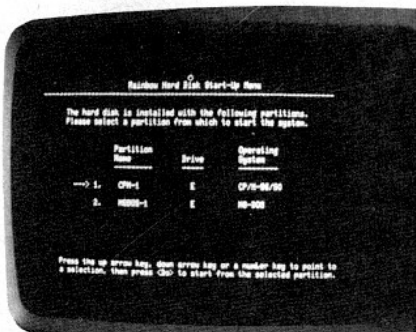 Rainbow Hard Disk Start-Up Menu
The hard disk is installed with the following partitions.
Please select a partition from which to start the system.
Partition Name Drive Operating System
---> 1. CPM-1 E CP/M-86/80
2. MSDOS-1 E MS-DOS
Press the up arrow key, down arrow key or a number key to point to
a selection, then press <Do> to start from the selected partition.